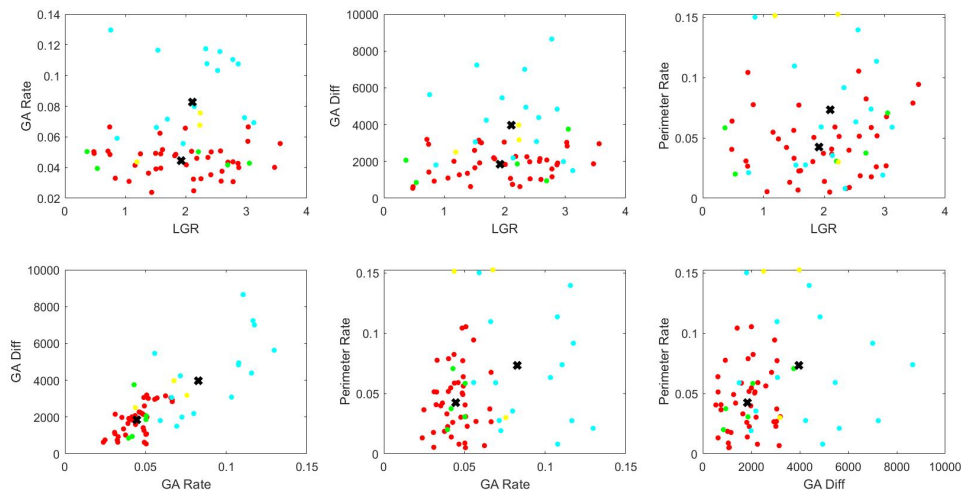 0.14
0.12
0.1
0.08
0.06
0.04
0.02
GA Rate
0 1 2 3 4
LGR
10000
8000
6000
4000
2000
0
GA Diff
0 1 2 3 4
LGR
0.15
0.1
0.05
0
Perimeter Rate
0 1 2 3 4
LGR
10000
8000
6000
4000
2000
0
GA Diff
0 0.05 0.1 0.15
GA Rate
0.15
0.1
0.05
0
Perimeter Rate
0 0.05 0.1 0.15
GA Rate
0.15
0.1
0.05
0
Perimeter Rate
0 2000 4000 6000 8000 10000
GA Diff